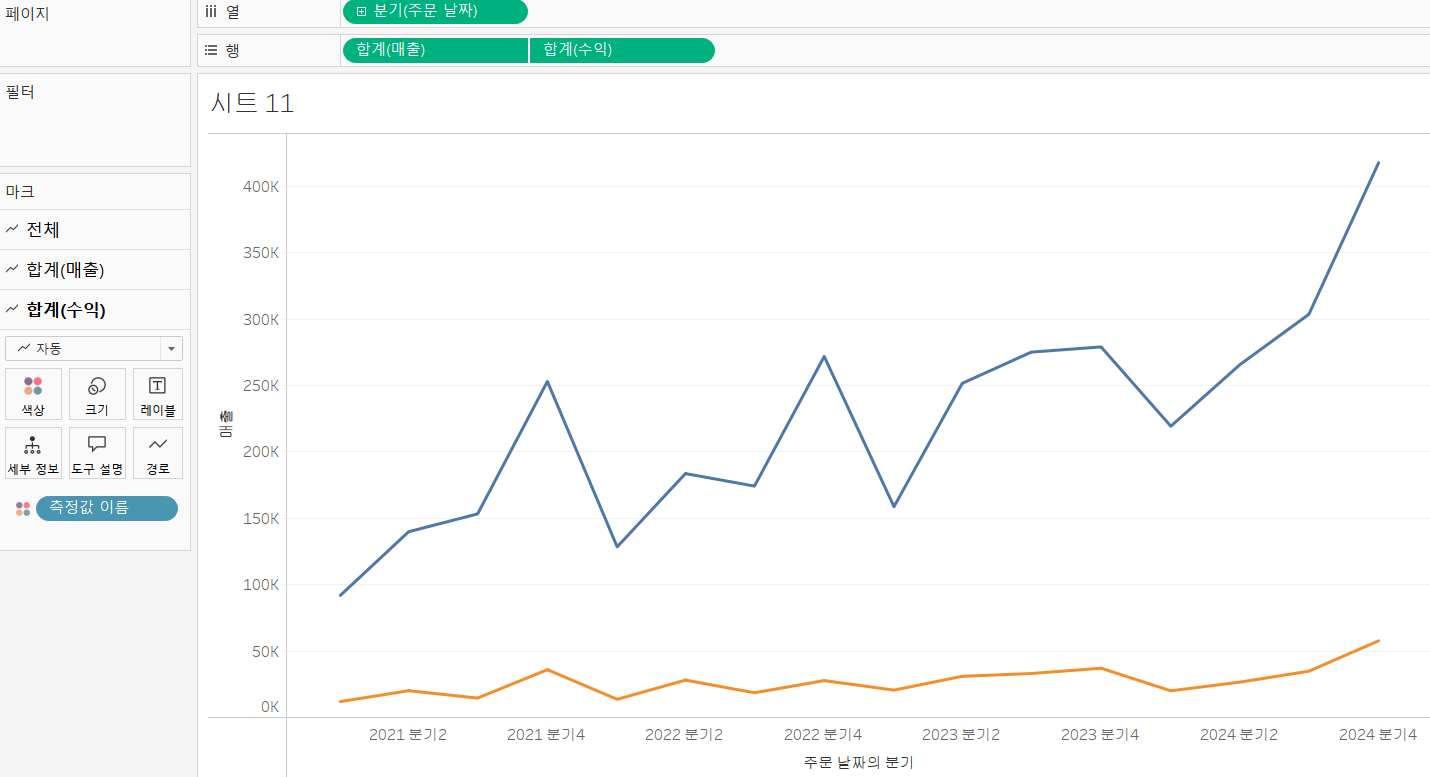 페이지
열
분기(주문 날짜)
행
합계(매출)
합계(수익)
필터
시트 11
마크
전체
합계(매출)
합계(수익)
자동
색상
크기
레이블
세부 정보
도구 설명
경로
측정값 이름
400K
350K
300K
250K
200K
150K
100K
50K
0K
2021 분기2
2021 분기4
2022 분기2
2022 분기4
2023 분기2
2023 분기4
2024 분기2
2024 분기4
주문 날짜의 분기